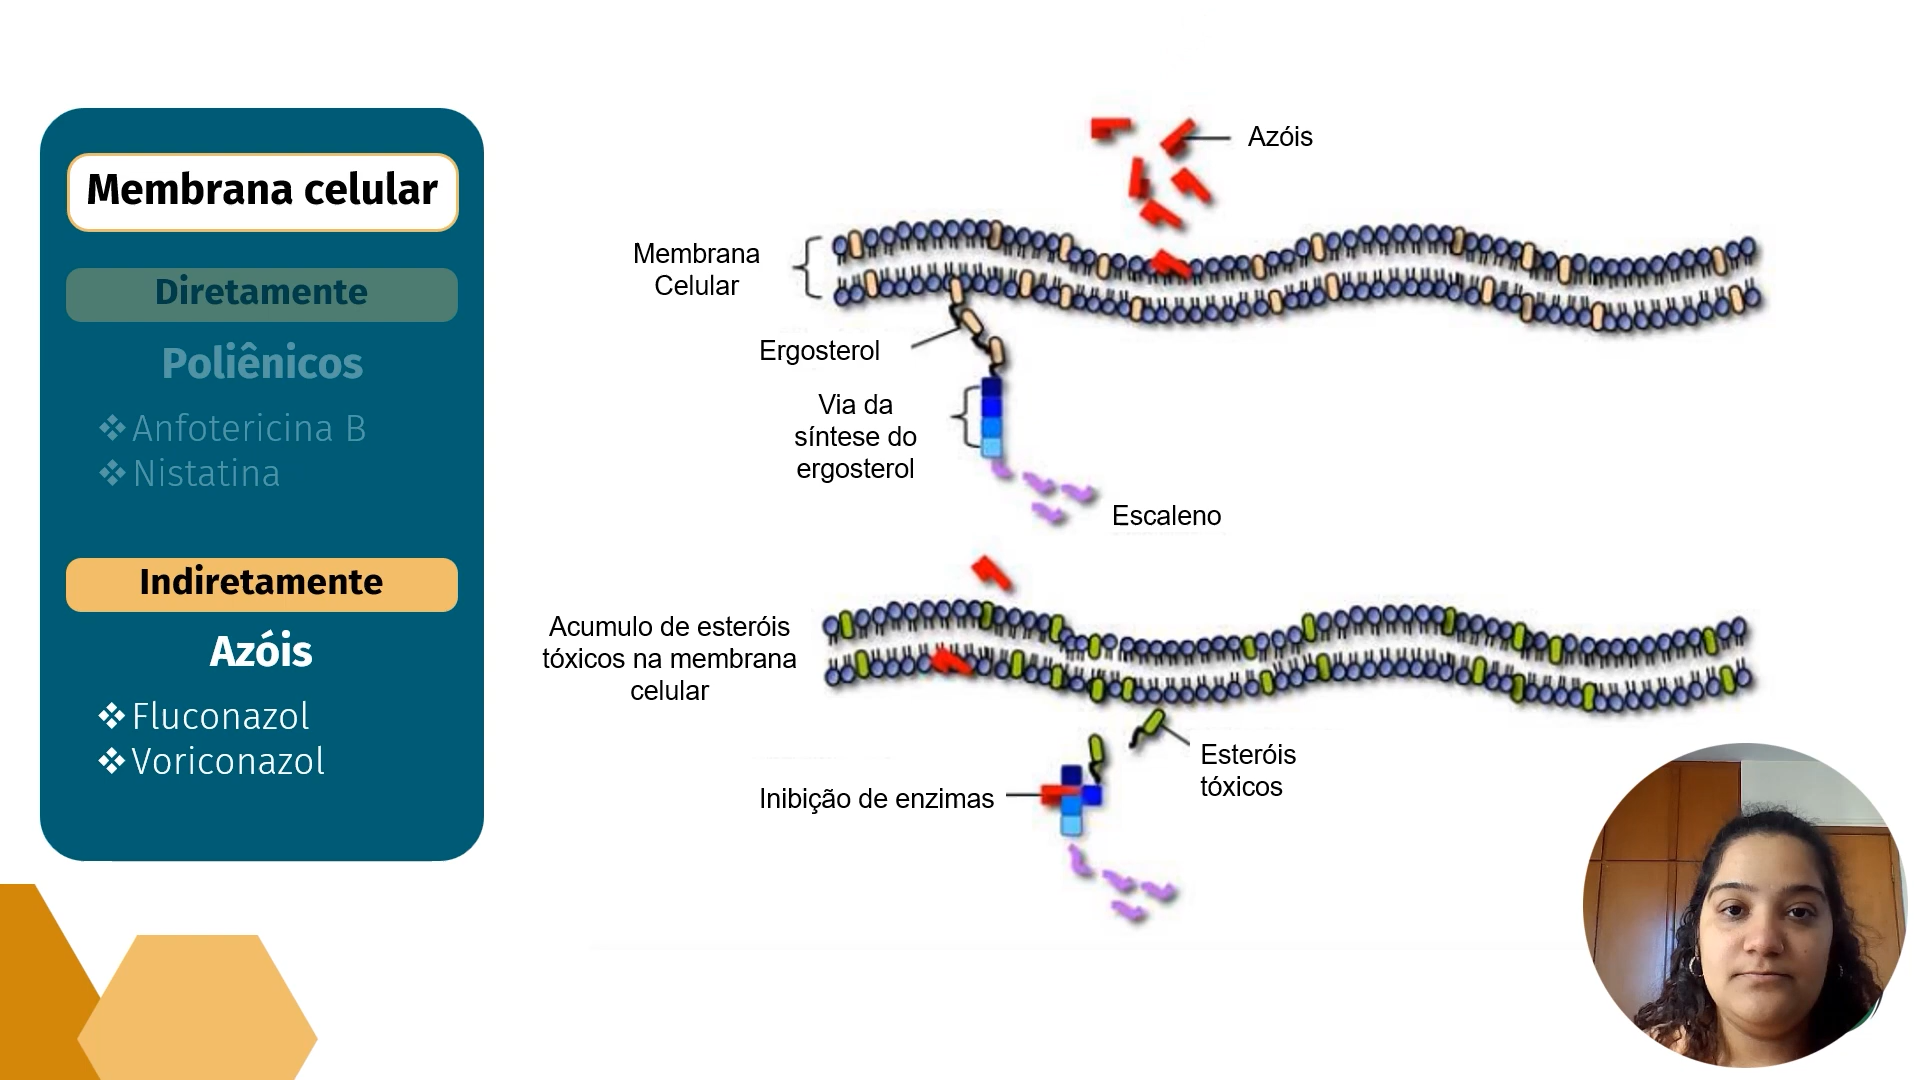 Membrana celular
Diretamente
Poliênicos
❖Anfotericina B
❖Nistatina
Indiretamente
Azóis
❖Fluconazol
❖Voriconazol
Azóis
Membrana
Celular
Ergosterol
Via da
síntese do
ergosterol
Escaleno
Acumulo de esteróis
tóxicos na membrana
celular
Esteróis
tóxicos
Inibição de enzimas